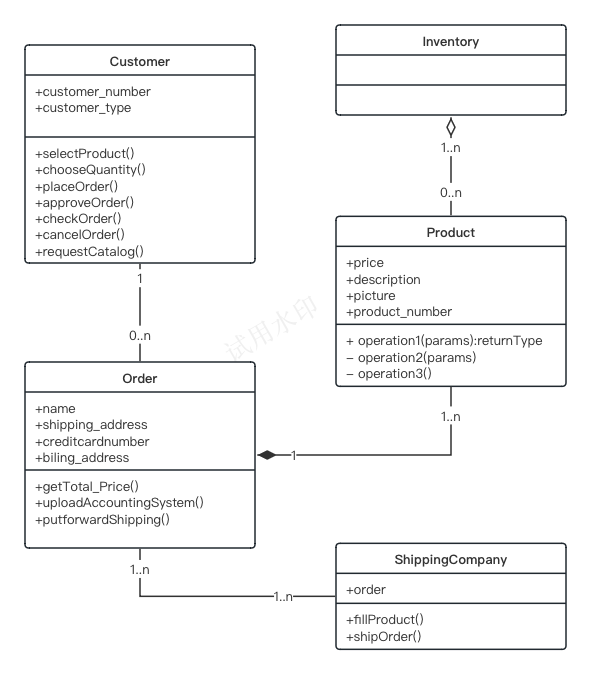 Customer
+customer_number
+customer_type
+selectProduct()
+chooseQuantity()
+placeOrder()
+approveOrder()
+checkOrder()
+cancelOrder()
+requestCatalog()
1
0..n
Order
+name
+shipping_address
+creditcardnumber
+biling_address
+getTotal_Price()
+uploadAccountingSystem()
+putforwardShipping()
1..n
1..n
Inventory
1..n
0..n
Product
+price
+description
+picture
+product_number
+ operation1(params):returnType
– operation2(params)
– operation3()
1..n
1
ShippingCompany
+order
+fillProduct()
+shipOrder()
试用水印